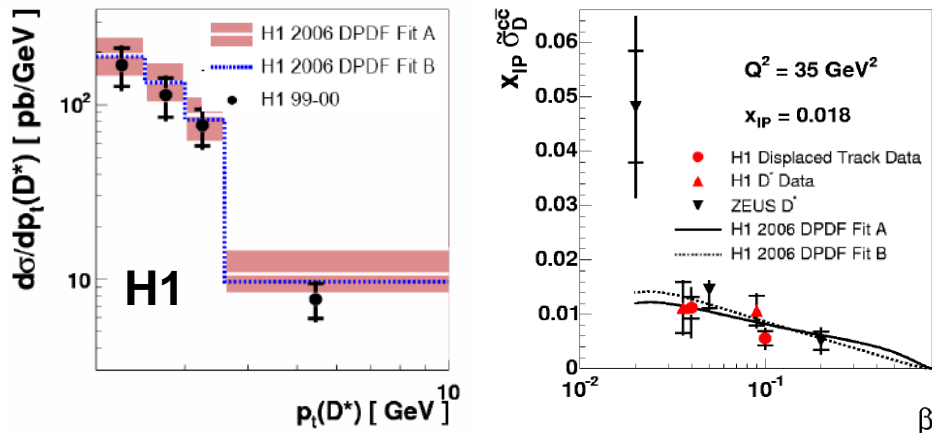 dσ/dpₜ(D*) [ pb/GeV]
10²
10
H1 2006 DPDF Fit A
H1 2006 DPDF Fit B
H1 99-00
H1
10
pₜ(D*) [ GeV]
x_IP σ̃_D^cc̄
0.06
0.05
0.04
0.03
0.02
0.01
0
Q² = 35 GeV²
x_IP = 0.018
H1 Displaced Track Data
H1 D* Data
ZEUS D*
H1 2006 DPDF Fit A
H1 2006 DPDF Fit B
10⁻²
10⁻¹
β